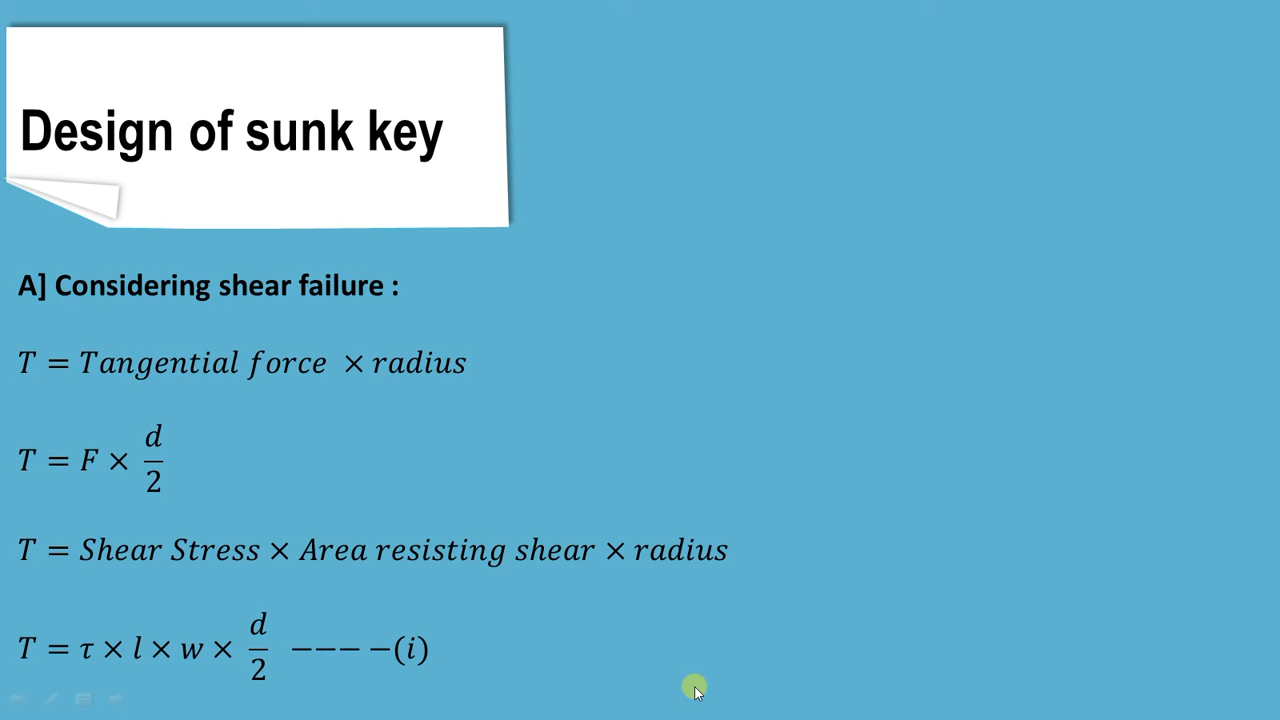 Design of sunk key
A] Considering shear failure :
T = Tangential force × radius
T = F × d/2
T = Shear Stress × Area resisting shear × radius
T = τ × l × w × d/2 −−− −(i)